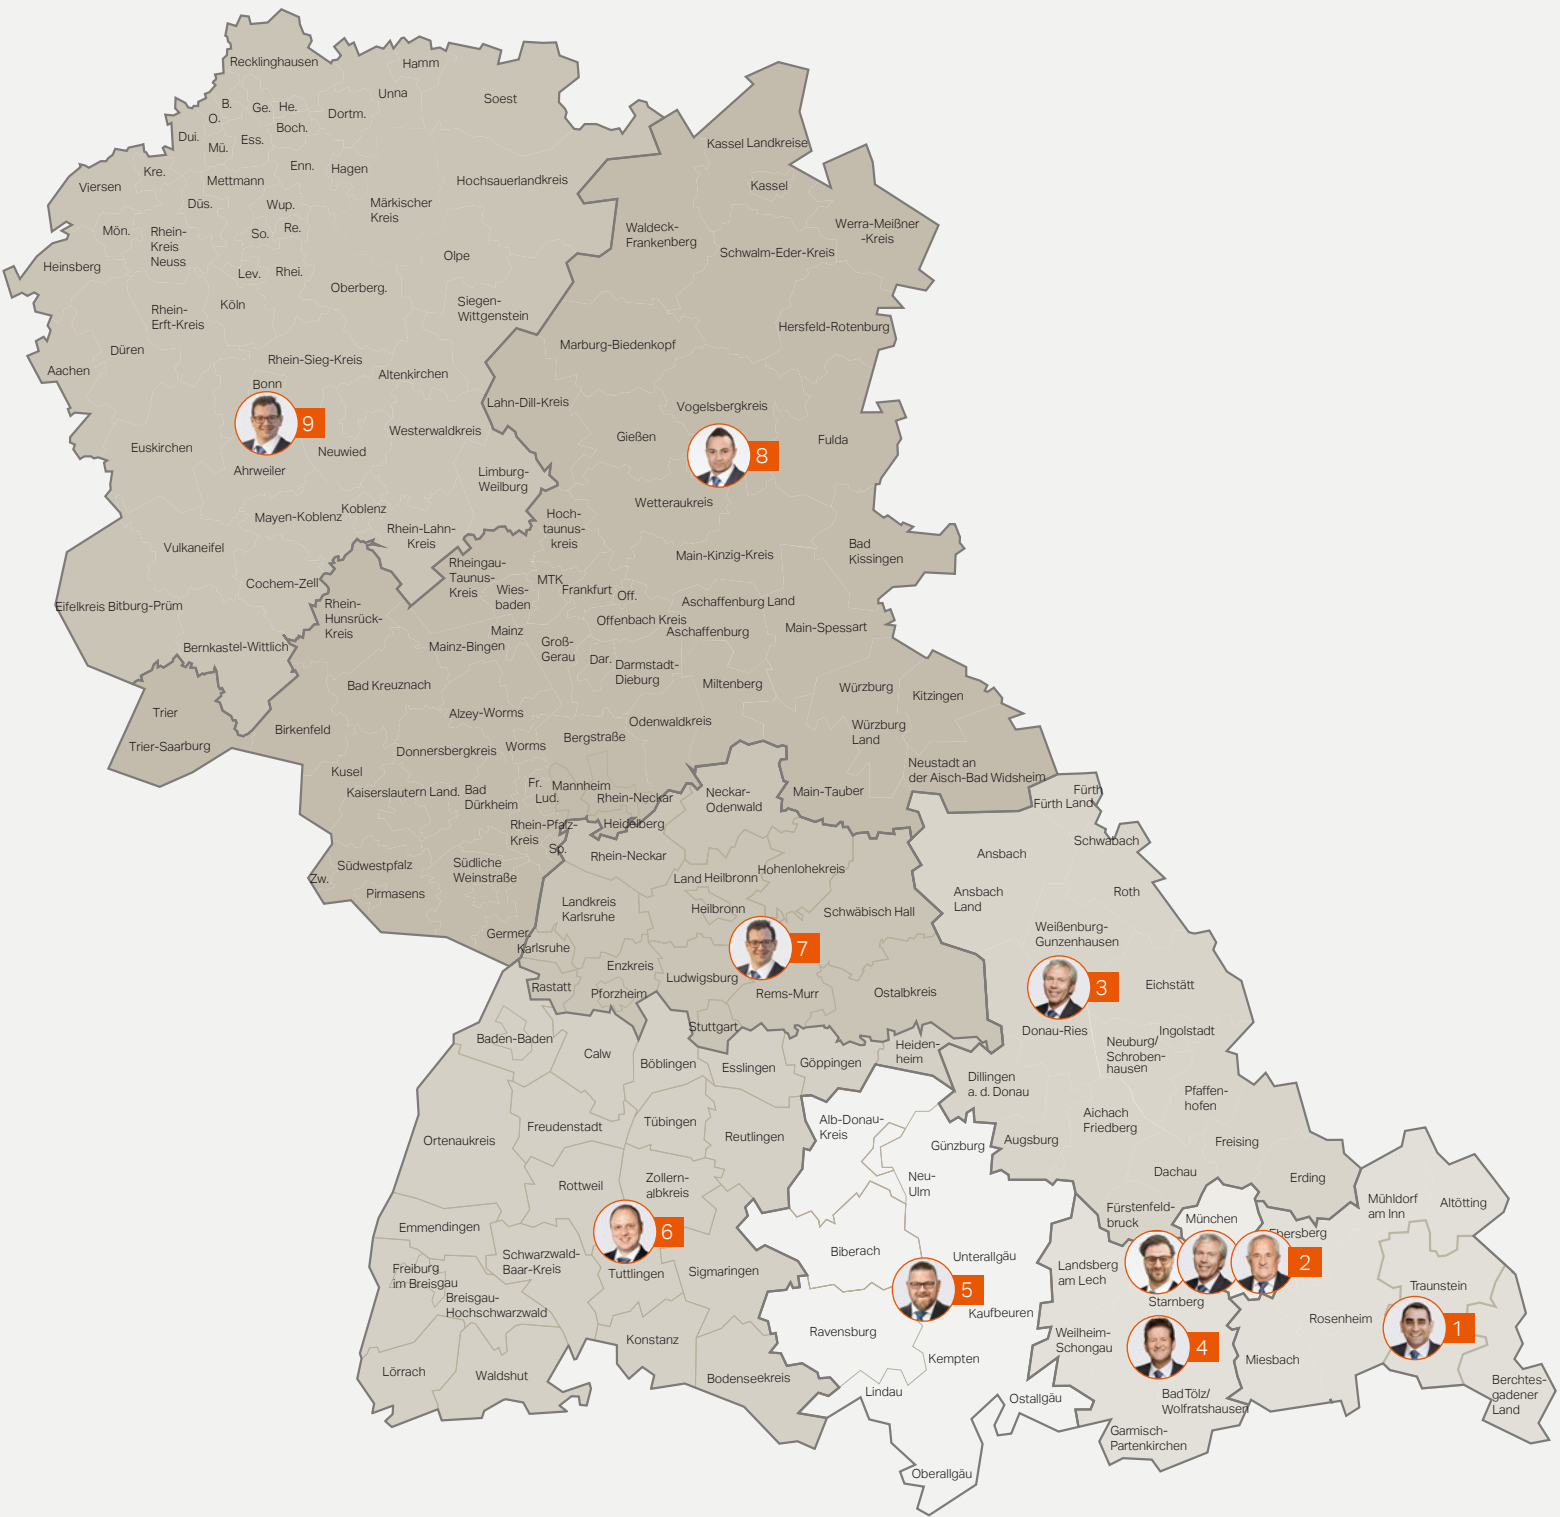 Recklinghausen
Hamm
Unna
Soest
B.
O.
Ge.
He.
Dortm.
Dui.
Mü.
Ess.
Boch.
Enn.
Hagen
Kre.
Viersen
Mettmann
Hochsauerlandkreis
Düs.
Wup.
Märkischer
Kreis
Mön.
Rhein-
Kreis
Neuss
So.
Re.
Heinsberg
Lev.
Rhei.
Olpe
Oberberg.
Köln
Rhein-
Erft-Kreis
Siegen-
Wittgenstein
Düren
Aachen
Rhein-Sieg-Kreis
Altenkirchen
Bonn
9
Westerwaldkreis
Euskirchen
Neuwied
Ahrweiler
Limburg-
Weilburg
Mayen-Koblenz
Koblenz
Rhein-Lahn-
Kreis
Vulkaneifel
Cochem-Zell
Eifelkreis Bitburg-Prüm
Bernkastel-Wittlich
Kassel Landkreise
Kassel
Werra-Meißner
-Kreis
Waldeck-
Frankenberg
Schwalm-Eder-Kreis
Hersfeld-Rotenburg
Marburg-Biedenkopf
Lahn-Dill-Kreis
Vogelsbergkreis
Gießen
8
Fulda
Wetteraukreis
Hoch-
taunus-
kreis
Main-Kinzig-Kreis
Bad
Kissingen
Rheingau-
Taunus-
Kreis
Wies-
baden
MTK
Frankfurt
Off.
Aschaffenburg Land
Rhein-
Hunsrück-
Kreis
Offenbach Kreis
Aschaffenburg
Main-Spessart
Mainz
Mainz-Bingen
Groß-
Gerau
Dar.
Darmstadt-
Dieburg
Miltenberg
Würzburg
Kitzingen
Bad Kreuznach
Trier
Trier-Saarburg
Birkenfeld
Alzey-Worms
Odenwaldkreis
Würzburg
Land
Donnersbergkreis
Worms
Bergstraße
Neustadt an
der Aisch-Bad Widsheim
Kusel
Kaiserslautern Land.
Bad
Dürkheim
Fr.
Lud.
Mannheim
Rhein-Neckar
Neckar-
Odenwald
Main-Tauber
Rhein-Pfalz-
Kreis
Heidelberg
Sp.
Rhein-Neckar
Südwestpfalz
Südliche
Weinstraße
Zw.
Pirmasens
Germer.
Karlsruhe
Landkreis
Karlsruhe
Land Heilbronn
Hohenlohekreis
Heilbronn
Schwäbisch Hall
7
Enzkreis
Ludwigsburg
Rastatt
Pforzheim
Rems-Murr
Ostalbkreis
Stuttgart
Fürth
Fürth Land
Schwabach
Ansbach
Ansbach
Land
Roth
Weißenburg-
Gunzenhausen
3
Eichstätt
Donau-Ries
Ingolstadt
Neuburg/
Schroben-
hausen
Dillingen
a. d. Donau
Pfaffen-
hofen
Aichach
Friedberg
Augsburg
Freising
Dachau
Erding
Fürstenfeld-
bruck
Baden-Baden
Calw
Böblingen
Esslingen
Göppingen
Heiden-
heim
Ortenaukreis
Freudenstadt
Tübingen
Reutlingen
Rottweil
Zollern-
albkreis
Emmendingen
6
Schwarzwald-
Baar-Kreis
Freiburg
im Breisgau
Tuttlingen
Sigmaringen
Breisgau-
Hochschwarzwald
Konstanz
Lörrach
Waldshut
Bodenseekreis
Alb-Donau-
Kreis
Günzburg
Neu-
Ulm
Biberach
Unterallgäu
5
Kaufbeuren
Ravensburg
Kempten
Lindau
Ostallgäu
Oberallgäu
München
Ebersberg
2
Landsberg
am Lech
Starnberg
Weilheim-
Schongau
4
Bad Tölz/
Wolfratshausen
Garmisch-
Partenkirchen
Mühldorf
am Inn
Altötting
Traunstein
Rosenheim
1
Miesbach
Berchtes-
gadener
Land